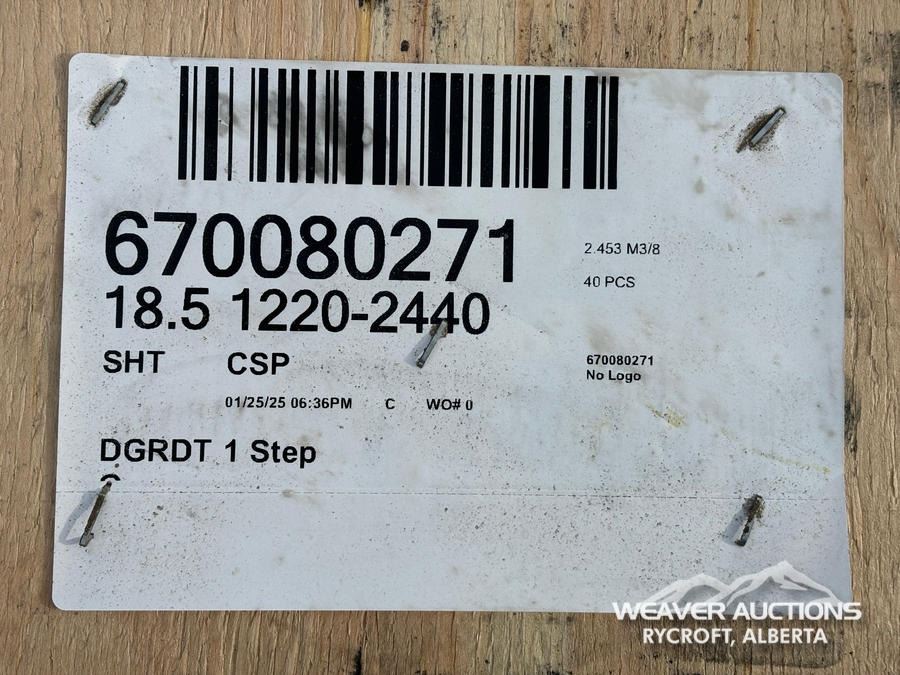 670080271
2.453 M3/8
18.5 1220-2440
40 PCS
SHT CSP
670080271
No Logo
01/25/25 06:36PM C WO# 0
DGRDT 1 Step
WEAVER AUCTIONS
RYCROFT, ALBERTA